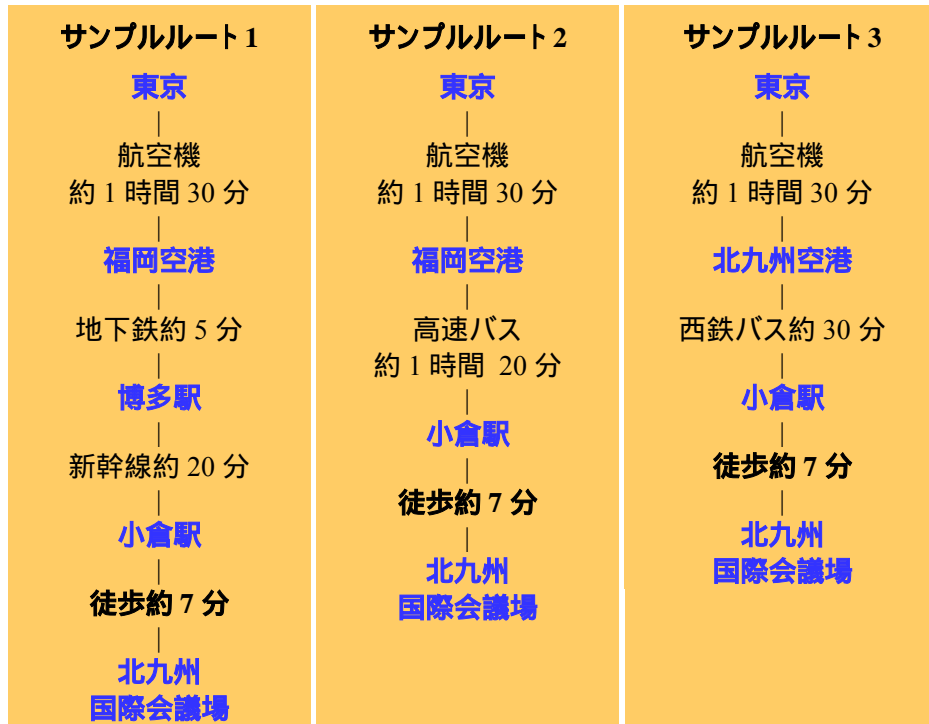 サンプルルート 1
東京
|
航空機
約 1 時間 30 分
|
福岡空港
|
地下鉄約 5 分
|
博多駅
|
新幹線約 20 分
|
小倉駅
|
徒歩約 7 分
|
北九州
国際会議場
サンプルルート 2
東京
|
航空機
約 1 時間 30 分
|
福岡空港
|
高速バス
約 1 時間 20 分
|
小倉駅
|
徒歩約 7 分
|
北九州
国際会議場
サンプルルート 3
東京
|
航空機
約 1 時間 30 分
|
北九州空港
|
西鉄バス約 30 分
|
小倉駅
|
徒歩約 7 分
|
北九州
国際会議場